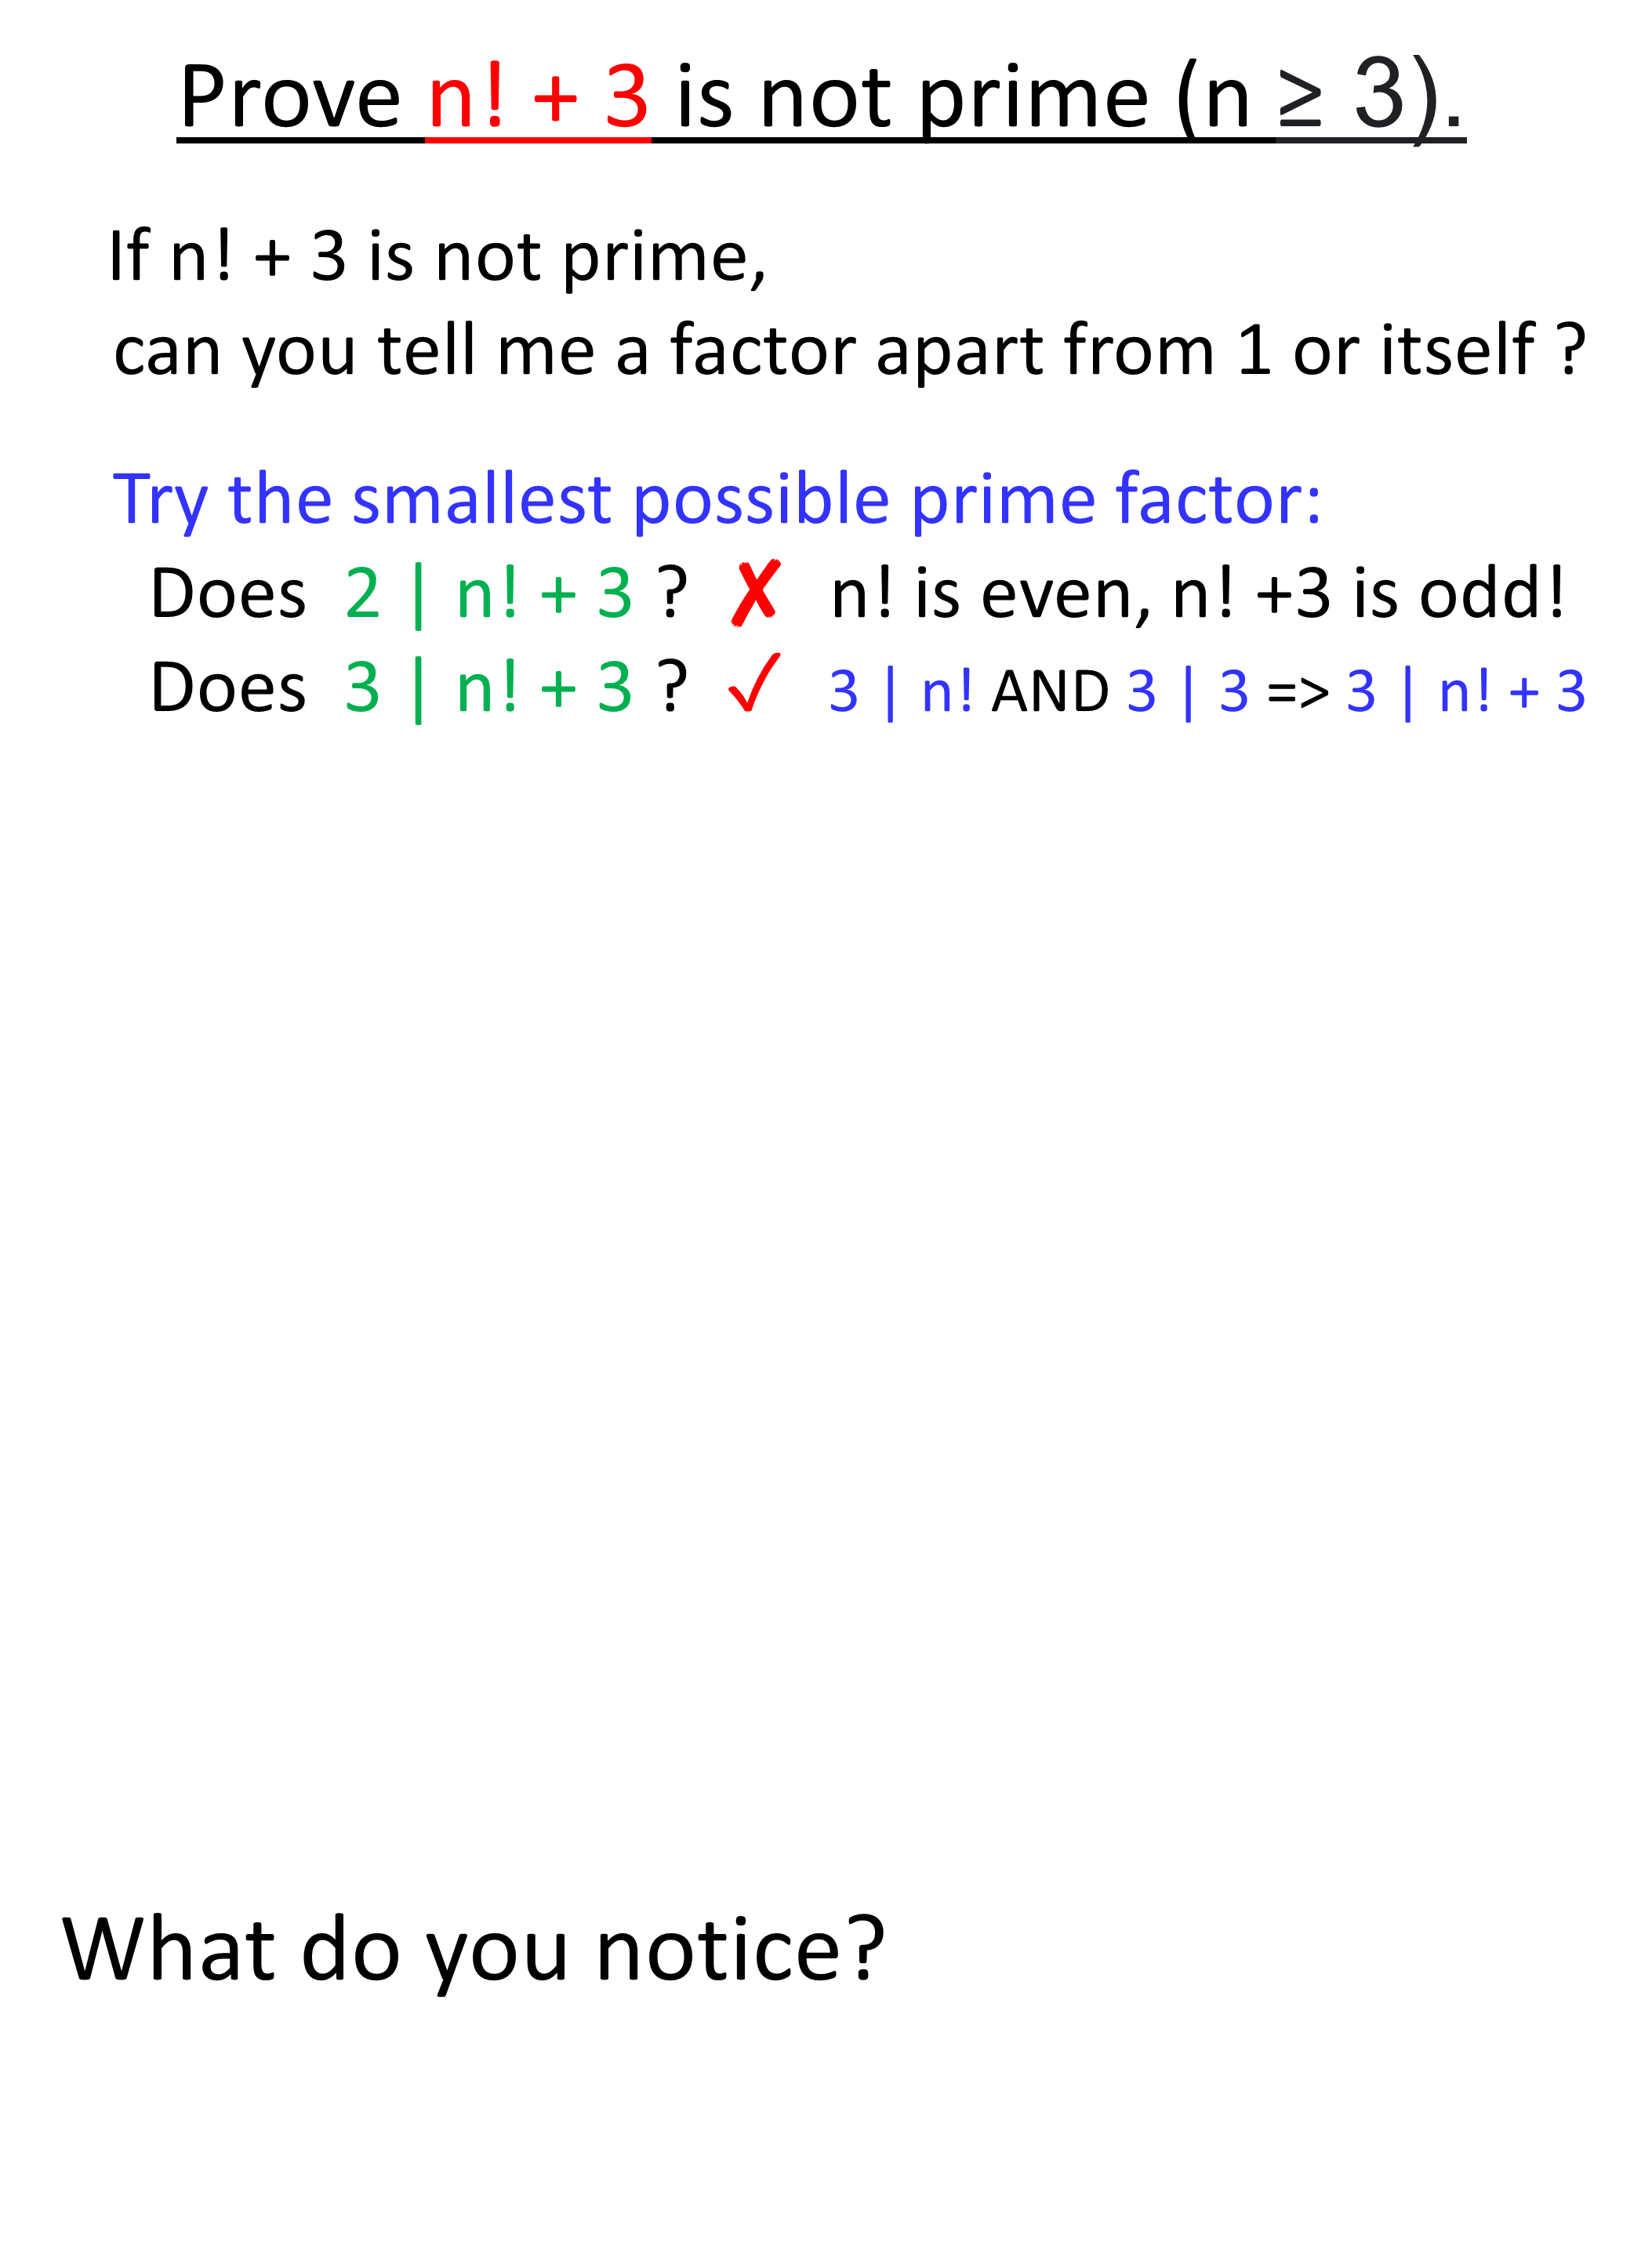 Prove n! + 3 is not prime (n ≥ 3).
If n! + 3 is not prime,
can you tell me a factor apart from 1 or itself ?
Try the smallest possible prime factor:
Does 2 | n! + 3 ? ✗ n! is even, n! +3 is odd!
Does 3 | n! + 3 ? ✓ 3 | n! AND 3 | 3 => 3 | n! + 3
What do you notice?